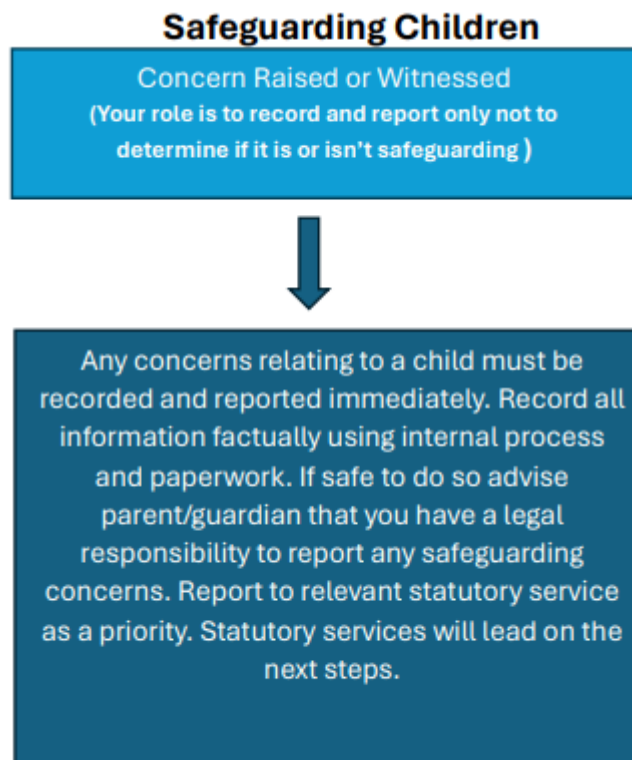 Safeguarding Children
Concern Raised or Witnessed
(Your role is to record and report only not to
determine if it is or isn’t safeguarding )
Any concerns relating to a child must be
recorded and reported immediately. Record all
information factually using internal process
and paperwork. If safe to do so advise
parent/guardian that you have a legal
responsibility to report any safeguarding
concerns. Report to relevant statutory service
as a priority. Statutory services will lead on the
next steps.